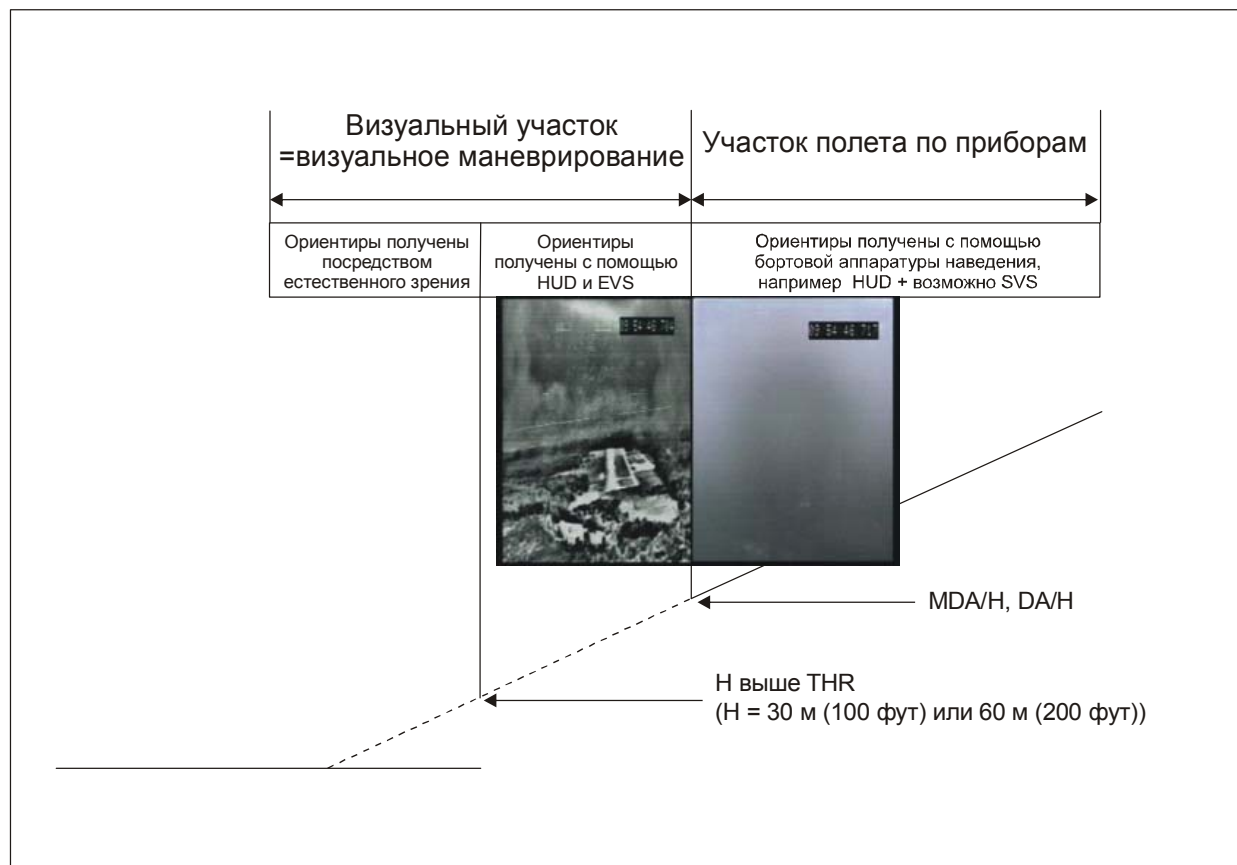 Визуальный участок
=визуальное маневрирование
Участок полета по приборам
Ориентиры получены
посредством
естественного зрения
Ориентиры
получены с помощью
HUD и EVS
Ориентиры получены с помощью
бортовой аппаратуры наведения,
например HUD + возможно SVS
MDA/H, DA/H
H выше THR
(H = 30 м (100 фут) или 60 м (200 фут))